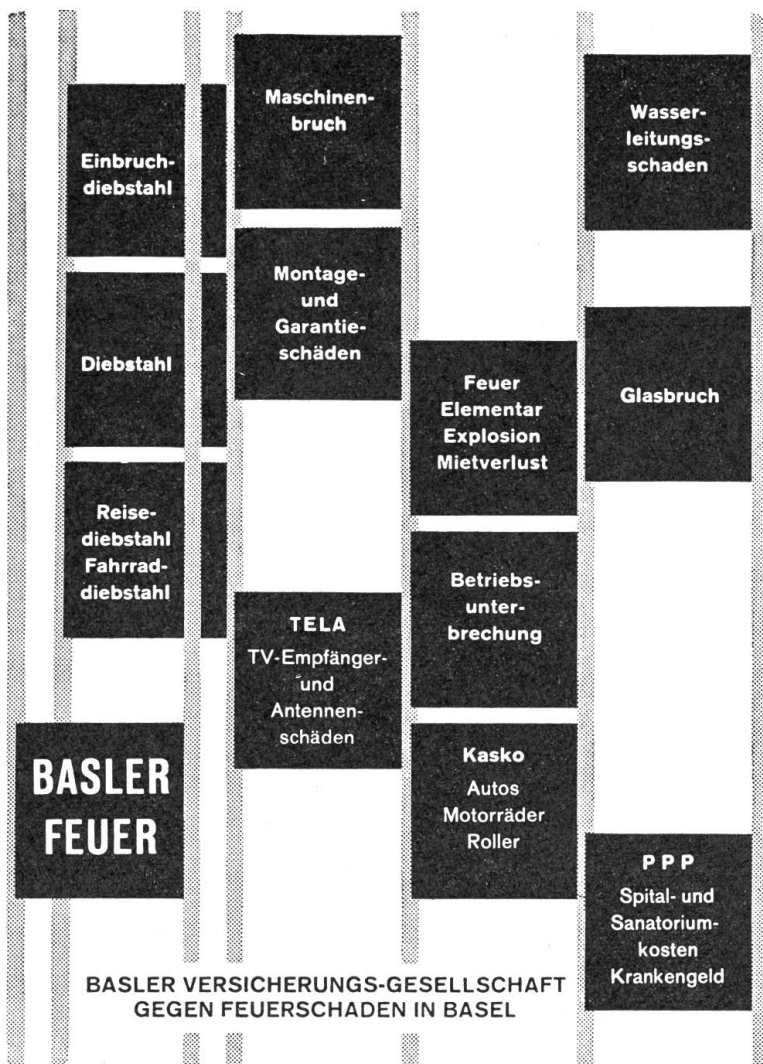 Einbruch-
diebstahl
Diebstahl
Reise-
diebstahl
Fahrrad-
diebstahl
BASLER
FEUER
Maschinen-
bruch
Montage-
und
Garantie-
schäden
TELA
TV-Empfänger-
und
Antennen-
schäden
Feuer
Elementar
Explosion
Mietverlust
Betriebs-
unter-
brechung
Kasko
Autos
Motorräder
Roller
Wasser-
leitungs-
schaden
Glasbruch
PPP
Spital- und
Sanatorium-
kosten
Krankengeld
BASLER VERSICHERUNGS-GESELLSCHAFT
GEGEN FEUERSCHADEN IN BASEL